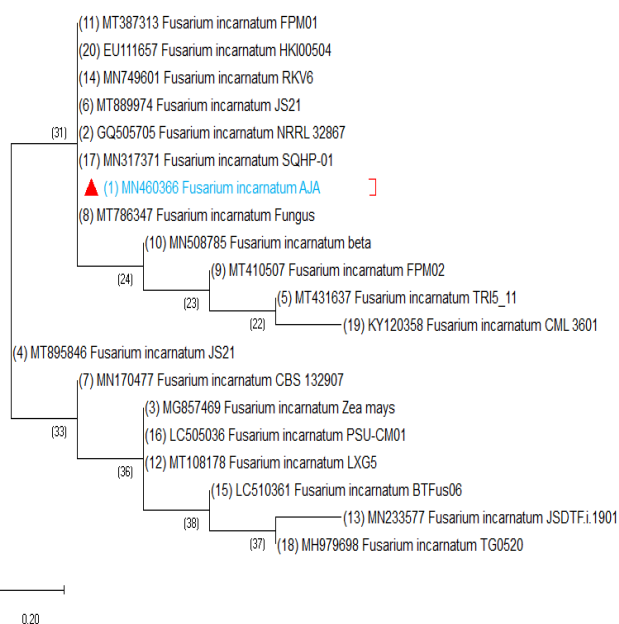 (11) MT387313 Fusarium incarnatum FPM01
(20) EU111657 Fusarium incarnatum HKI00504
(14) MN749601 Fusarium incarnatum RKV6
(6) MT889974 Fusarium incarnatum JS21
(31)
(2) GQ505705 Fusarium incarnatum NRRL 32867
(17) MN317371 Fusarium incarnatum SQHP-01
(1) MN460366 Fusarium incarnatum AJA
(8) MT786347 Fusarium incarnatum Fungus
(10) MN508785 Fusarium incarnatum beta
(24)
(9) MT410507 Fusarium incarnatum FPM02
(23)
(5) MT431637 Fusarium incarnatum TRI5_11
(22)
(19) KY120358 Fusarium incarnatum CML 3601
(4) MT895846 Fusarium incarnatum JS21
(7) MN170477 Fusarium incarnatum CBS 132907
(33)
(3) MG857469 Fusarium incarnatum Zea mays
(16) LC505036 Fusarium incarnatum PSU-CM01
(12) MT108178 Fusarium incarnatum LXG5
(36)
(15) LC510361 Fusarium incarnatum BTFus06
(38)
(13) MN233577 Fusarium incarnatum JSDTF.i.1901
(37)
(18) MH979698 Fusarium incarnatum TG0520
0.20